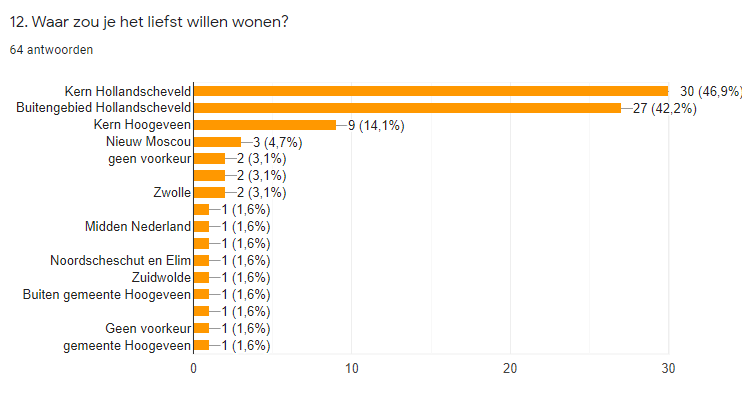 12. Waar zou je het liefst willen wonen?
64 antwoorden
Kern Hollandscheveld 30 (46,9%)
Buitengebied Hollandscheveld 27 (42,2%)
Kern Hoogeveen 9 (14,1%)
Nieuw Moscou 3 (4,7%)
geen voorkeur 2 (3,1%)
2 (3,1%)
Zwolle 2 (3,1%)
1 (1,6%)
Midden Nederland 1 (1,6%)
1 (1,6%)
Noordscheschut en Elim 1 (1,6%)
Zuidwolde 1 (1,6%)
Buiten gemeente Hoogeveen 1 (1,6%)
1 (1,6%)
Geen voorkeur 1 (1,6%)
gemeente Hoogeveen 1 (1,6%)
0 10 20 30